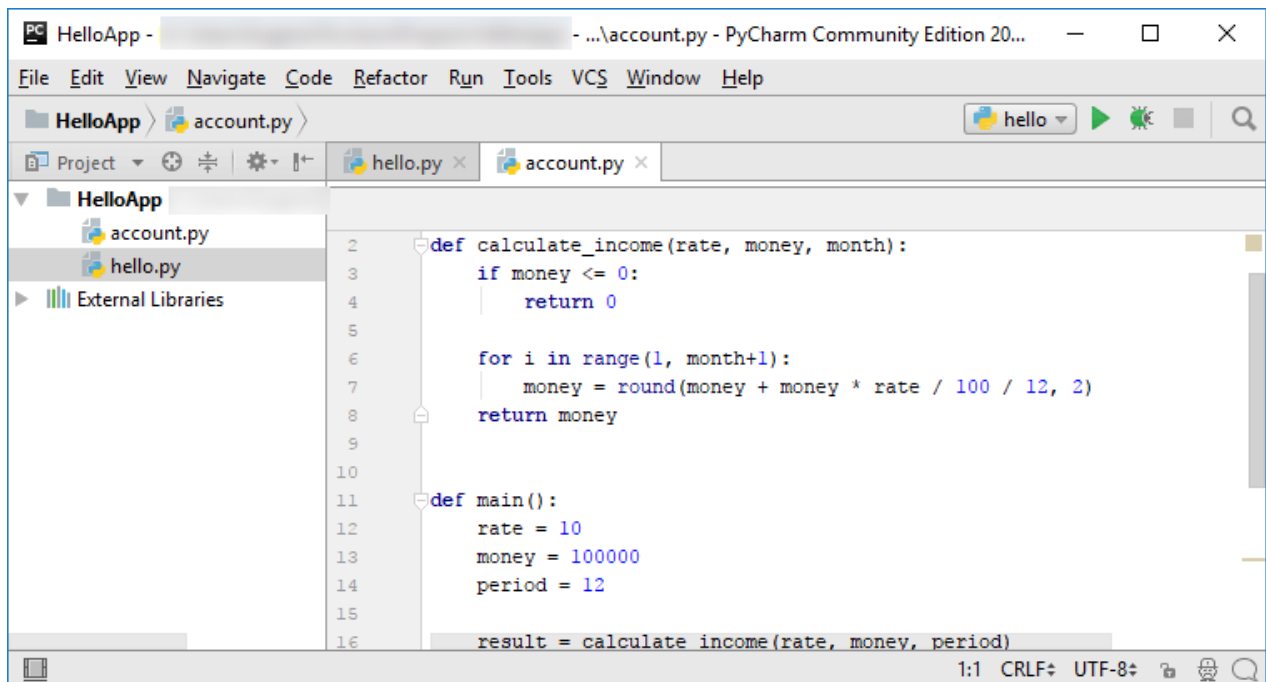 PC HelloApp - - ...\account.py - PyCharm Community Edition 20...
File Edit View Navigate Code Refactor Run Tools VCS Window Help
HelloApp account.py hello
Project hello.py account.py
HelloApp
account.py
hello.py
External Libraries
2 def calculate_income(rate, money, month):
3 if money <= 0:
4 return 0
5
6 for i in range(1, month+1):
7 money = round(money + money * rate / 100 / 12, 2)
8 return money
9
10
11 def main():
12 rate = 10
13 money = 100000
14 period = 12
15
16 result = calculate_income(rate, money, period)
1:1 CRLF UTF-8